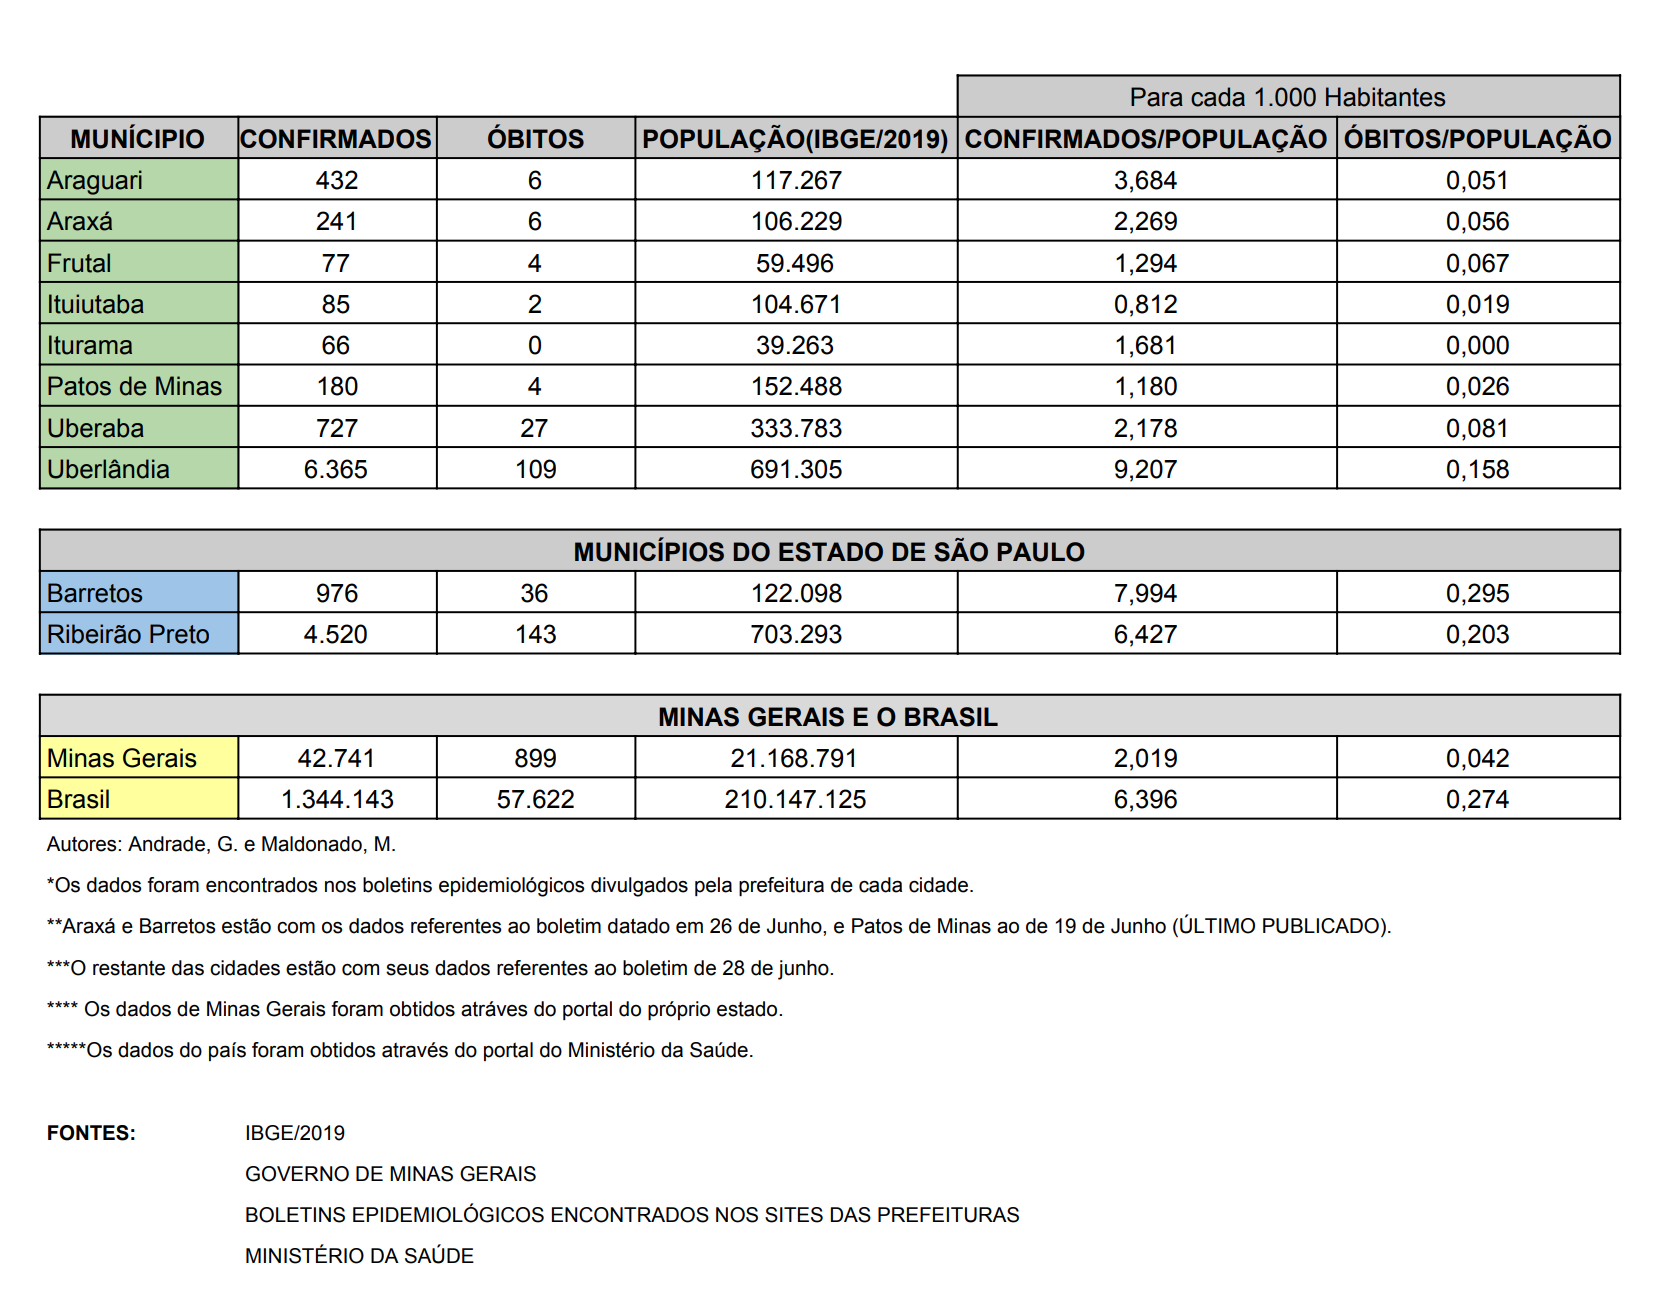 Para cada 1.000 Habitantes
MUNÍCIPIO CONFIRMADOS ÓBITOS POPULAÇÃO(IBGE/2019) CONFIRMADOS/POPULAÇÃO ÓBITOS/POPULAÇÃO
Araguari 432 6 117.267 3,684 0,051
Araxá 241 6 106.229 2,269 0,056
Frutal 77 4 59.496 1,294 0,067
Ituiutaba 85 2 104.671 0,812 0,019
Iturama 66 0 39.263 1,681 0,000
Patos de Minas 180 4 152.488 1,180 0,026
Uberaba 727 27 333.783 2,178 0,081
Uberlândia 6.365 109 691.305 9,207 0,158
MUNICÍPIOS DO ESTADO DE SÃO PAULO
Barretos 976 36 122.098 7,994 0,295
Ribeirão Preto 4.520 143 703.293 6,427 0,203
MINAS GERAIS E O BRASIL
Minas Gerais 42.741 899 21.168.791 2,019 0,042
Brasil 1.344.143 57.622 210.147.125 6,396 0,274
Autores: Andrade, G. e Maldonado, M.
*Os dados foram encontrados nos boletins epidemiológicos divulgados pela prefeitura de cada cidade.
**Araxá e Barretos estão com os dados referentes ao boletim datado em 26 de Junho, e Patos de Minas ao de 19 de Junho (ÚLTIMO PUBLICADO).
***O restante das cidades estão com seus dados referentes ao boletim de 28 de junho.
**** Os dados de Minas Gerais foram obtidos atráves do portal do próprio estado.
*****Os dados do país foram obtidos através do portal do Ministério da Saúde.
FONTES: IBGE/2019
GOVERNO DE MINAS GERAIS
BOLETINS EPIDEMIOLÓGICOS ENCONTRADOS NOS SITES DAS PREFEITURAS
MINISTÉRIO DA SAÚDE